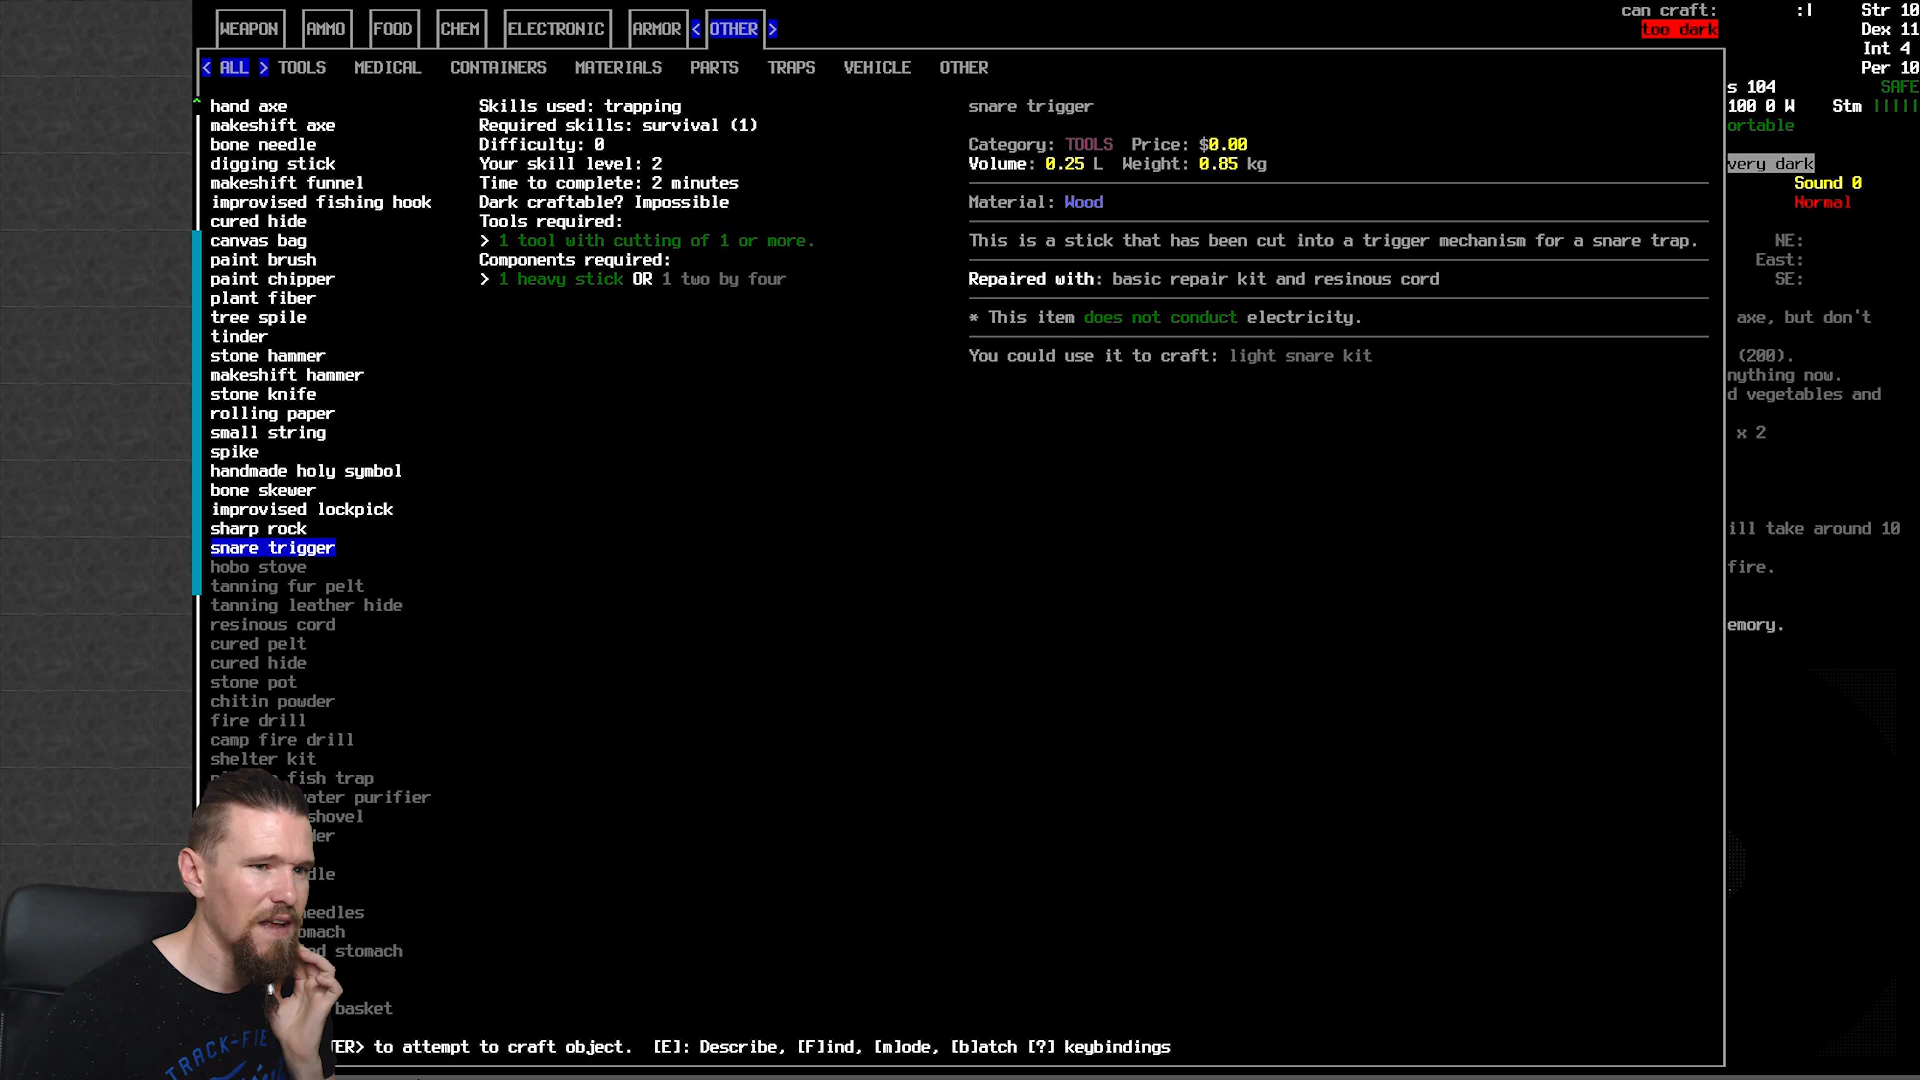 WEAPON AMMO FOOD CHEM ELECTRONIC ARMOR < OTHER >
can craft: :|
too dark
Str 10
Dex 11
Int 4
Per 10
< ALL > TOOLS MEDICAL CONTAINERS MATERIALS PARTS TRAPS VEHICLE OTHER
s 104 SAFE
100 0 W Stm |||||
ortable
very dark
Sound 0
Normal
NE:
East:
SE:
axe, but don't
(200).
nything now.
d vegetables and
x 2
ill take around 10
fire.
emory.
^ hand axe
makeshift axe
bone needle
digging stick
makeshift funnel
improvised fishing hook
cured hide
canvas bag
paint brush
paint chipper
plant fiber
tree spile
tinder
stone hammer
makeshift hammer
stone knife
rolling paper
small string
spike
handmade holy symbol
bone skewer
improvised lockpick
sharp rock
snare trigger
hobo stove
tanning fur pelt
tanning leather hide
resinous cord
cured pelt
cured hide
stone pot
chitin powder
fire drill
camp fire drill
shelter kit
fish trap
ater purifier
shovel
der
dle
needles
omach
ed stomach
basket
Skills used: trapping
Required skills: survival (1)
Difficulty: 0
Your skill level: 2
Time to complete: 2 minutes
Dark craftable? Impossible
Tools required:
> 1 tool with cutting of 1 or more.
Components required:
> 1 heavy stick OR 1 two by four
snare trigger
Category: TOOLS Price: $0.00
Volume: 0.25 L Weight: 0.85 kg
Material: Wood
This is a stick that has been cut into a trigger mechanism for a snare trap.
Repaired with: basic repair kit and resinous cord
* This item does not conduct electricity.
You could use it to craft: light snare kit
TRACK-FIE
ER> to attempt to craft object. [E]: Describe, [F]ind, [m]ode, [b]atch [?] keybindings